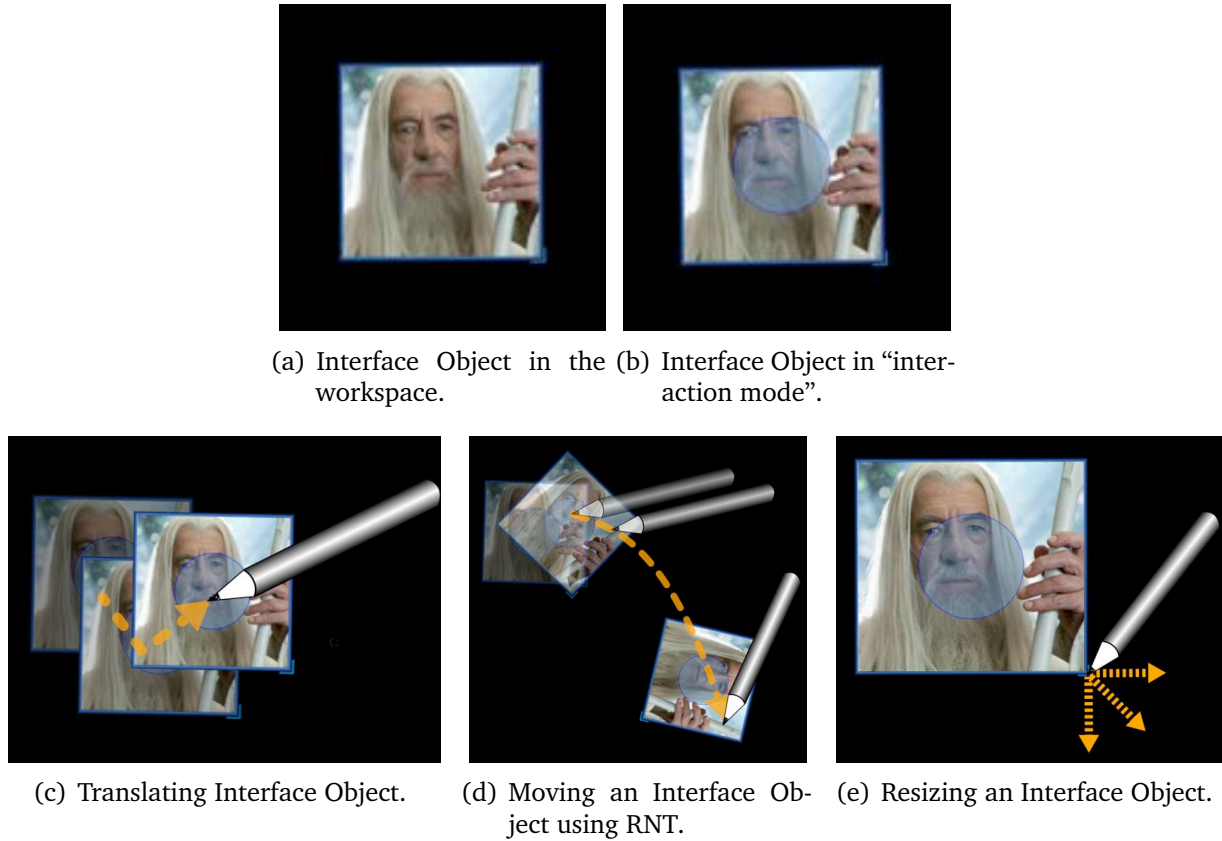 (a) Interface Object in the workspace.
(b) Interface Object in “inter-
action mode”.
(c) Translating Interface Object.
(d) Moving an Interface Ob-
ject using RNT.
(e) Resizing an Interface Object.